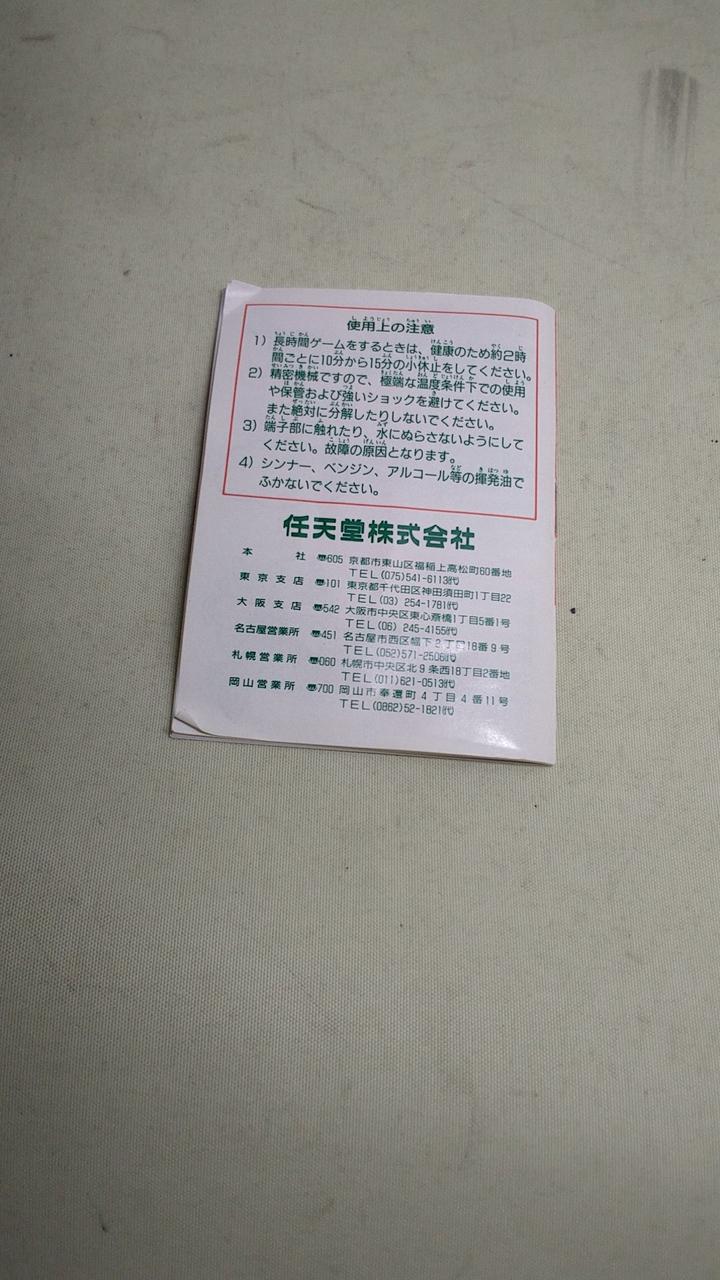 使用上の注意
1) 長時間ゲームをするときは、健康のため約2時
間ごとに10分から15分の小休止をしてください。
2) 精密機械ですので、極端な温度条件下での使用
や保管および強いショックを避けてください。
また絶対に分解したりしないでください。
3) 端子部に触れたり、水にぬらさないようにして
ください。故障の原因となります。
4) シンナー、ベンジン、アルコール等の揮発油で
ふかないでください。
任天堂株式会社
本社 〠605 京都市東山区福稲上高松町60番地
TEL(075)541-6113代
東京支店 〠101 東京都千代田区神田須田町1丁目22
TEL(03) 254-1781代
大阪支店 〠542 大阪市中央区東心斎橋1丁目5番1号
TEL(06) 245-4155代
名古屋営業所 〠451 名古屋市西区幅下2丁目18番9号
TEL(052)571-2506代
札幌営業所 〠060 札幌市中央区北9条西18丁目2番地
TEL(011)621-0513代
岡山営業所 〠700 岡山市奉還町4丁目4番11号
TEL(0862)52-1821代